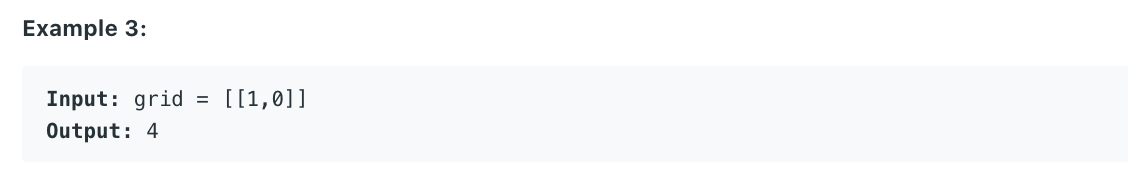 Example 3:
Input: grid = [[1,0]]
Output: 4